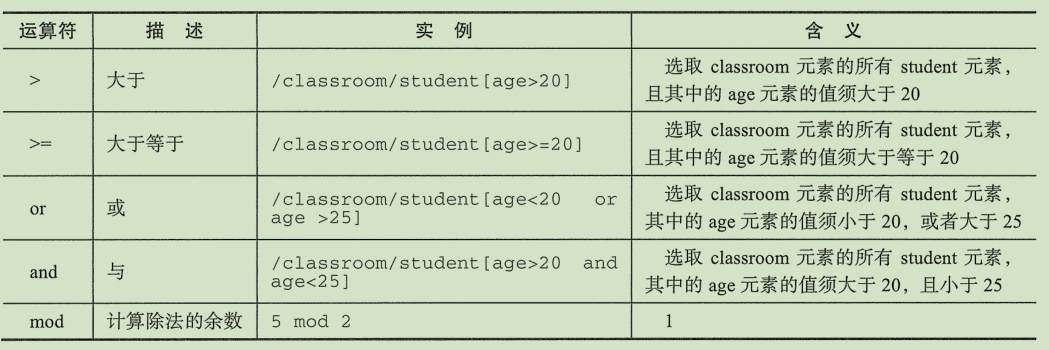 运算符 描 述 实 例 含 义
> 大于 /classroom/student[age>20] 选取 classroom 元素的所有 student 元素，
且其中的 age 元素的值须大于 20
>= 大于等于 /classroom/student[age>=20] 选取 classroom 元素的所有 student 元素，
且其中的 age 元素的值须大于等于 20
or 或 /classroom/student[age<20 or
age >25]
选取 classroom 元素的所有 student 元素，
其中的 age 元素的值须小于 20，或者大于 25
and 与 /classroom/student[age>20 and
age<25]
选取 classroom 元素的所有 student 元素，
其中的 age 元素的值须大于 20，且小于 25
mod 计算除法的余数 5 mod 2 1